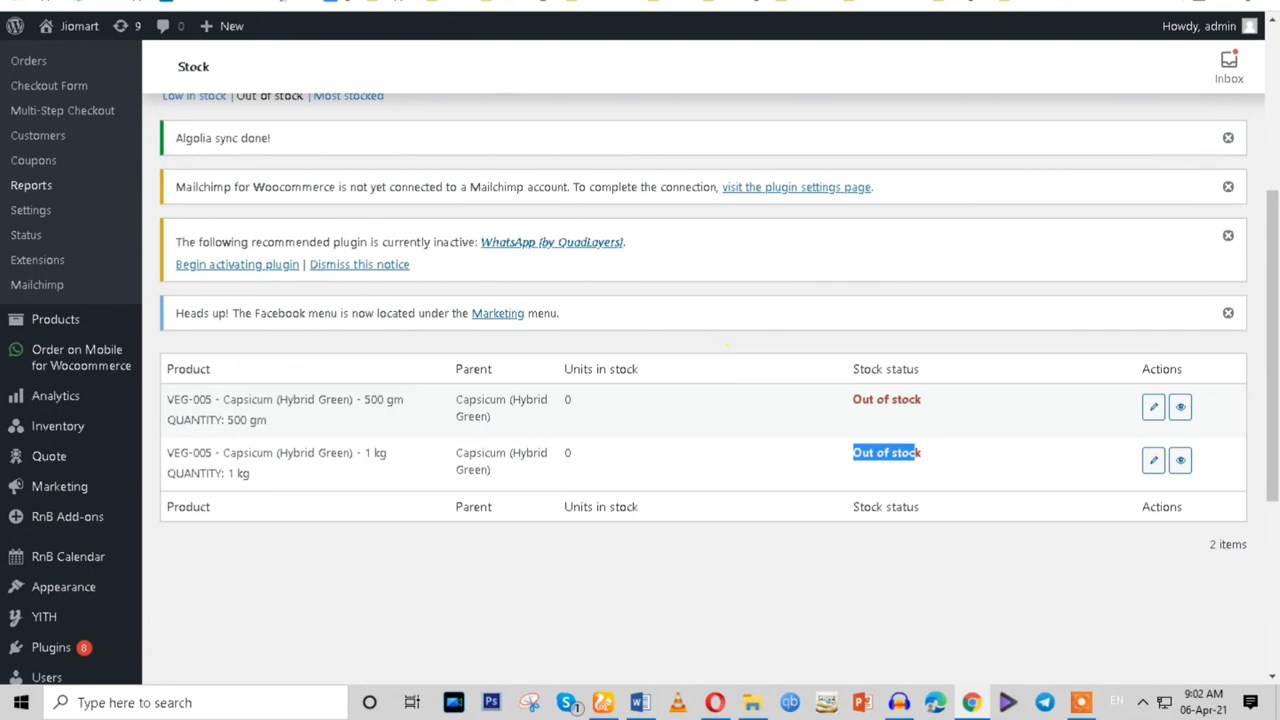 Jiomart
9
0
New
Howdy, admin
Orders
Checkout Form
Multi-Step Checkout
Customers
Coupons
Reports
Settings
Status
Extensions
Mailchimp
Products
Order on Mobile
for Wocoommerce
Analytics
Inventory
Quote
Marketing
RnB Add-ons
RnB Calendar
Appearance
YITH
Plugins 8
Users
Stock
Inbox
Low in stock | Out of stock | Most stocked
Algolia sync done!
Mailchimp for Woocommerce is not yet connected to a Mailchimp account. To complete the connection, visit the plugin settings page.
The following recommended plugin is currently inactive: WhatsApp {by QuadLayers}.
Begin activating plugin | Dismiss this notice
Heads up! The Facebook menu is now located under the Marketing menu.
Product Parent Units in stock Stock status Actions
VEG-005 - Capsicum (Hybrid Green) - 500 gm Capsicum (Hybrid 0 Out of stock
QUANTITY: 500 gm Green)
VEG-005 - Capsicum (Hybrid Green) - 1 kg Capsicum (Hybrid 0 Out of stock
QUANTITY: 1 kg Green)
Product Parent Units in stock Stock status Actions
2 items
Type here to search
Ps
1
qb
EN
9:02 AM
06-Apr-21